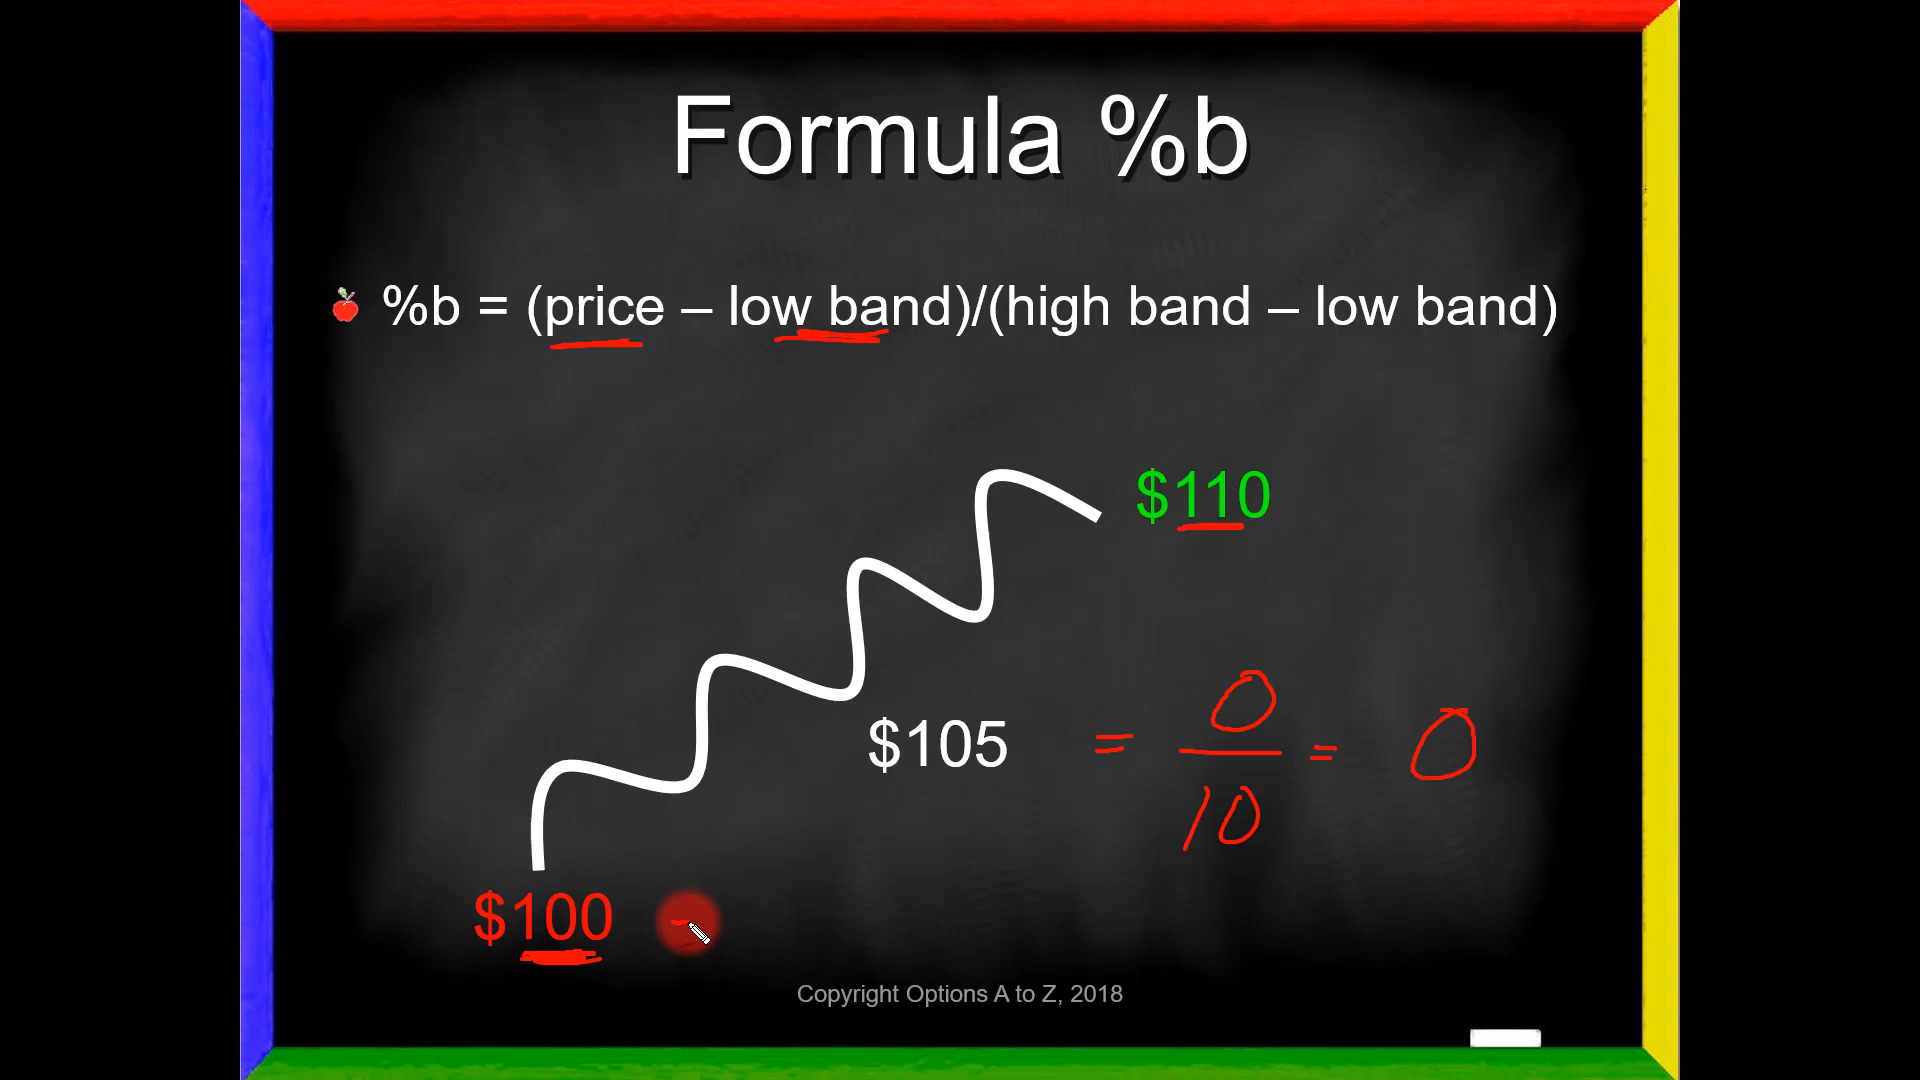 Formula %b
%b = (price – low band)/(high band – low band)
$110
$105 = 0/10 = 0
$100 -
Copyright Options A to Z, 2018